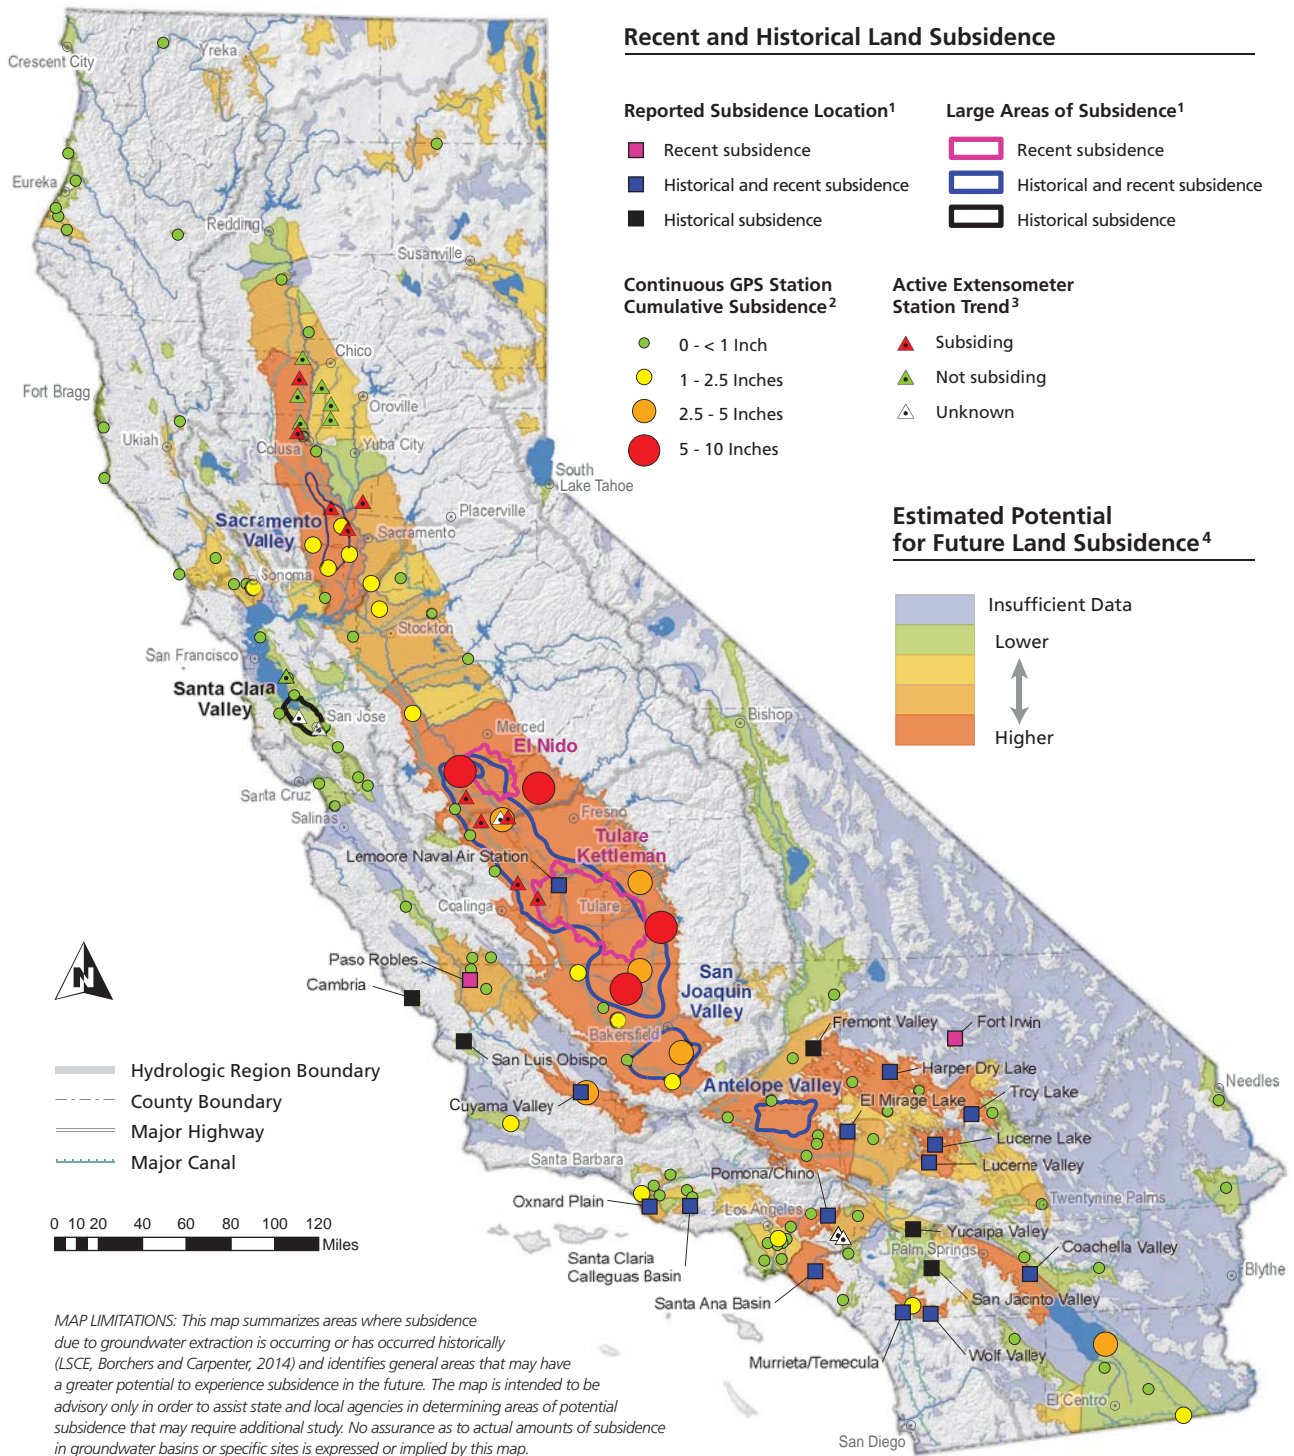 Recent and Historical Land Subsidence
Reported Subsidence Location1
Recent subsidence
Historical and recent subsidence
Historical subsidence
Large Areas of Subsidence1
Recent subsidence
Historical and recent subsidence
Historical subsidence
Continuous GPS Station
Cumulative Subsidence2
0 - < 1 Inch
1 - 2.5 Inches
2.5 - 5 Inches
5 - 10 Inches
Active Extensometer
Station Trend3
Subsiding
Not subsiding
Unknown
Estimated Potential
for Future Land Subsidence4
Insufficient Data
Lower
Higher
Crescent City
Yreka
Eureka
Redding
Susanville
Chico
Fort Bragg
Oroville
Ukiah
Colusa
Yuba City
South
Lake Tahoe
Placerville
Sacramento
Valley
Sacramento
Sonoma
Stockton
San Francisco
Santa Clara
Valley
San Jose
Bishop
Merced
El Nido
Santa Cruz
Salinas
Fresno
Tulare
Kettleman
Lemoore Naval Air Station
Coalinga
Tulare
Paso Robles
Cambria
San
Joaquin
Valley
Bakersfield
Fremont Valley
Fort Irwin
San Luis Obispo
Harper Dry Lake
Antelope Valley
Needles
Cuyama Valley
El Mirage Lake
Trcy Lake
Lucerne Lake
Santa Barbara
Lucerne Valley
Pomona/Chino
Oxnard Plain
Los Angeles
Twentynine Palms
Yucaipa Valley
Palm Springs
Coachella Valley
Santa Claria
Calleguas Basin
Blythe
Santa Ana Basin
San Jacinto Valley
Murrieta/Temecula
Wolf Valley
El Centro
San Diego
N
Hydrologic Region Boundary
County Boundary
Major Highway
Major Canal
0 10 20 40 60 80 100 120
Miles
MAP LIMITATIONS: This map summarizes areas where subsidence
due to groundwater extraction is occurring or has occurred historically
(LSCE, Borchers and Carpenter, 2014) and identifies general areas that may have
a greater potential to experience subsidence in the future. The map is intended to be
advisory only in order to assist state and local agencies in determining areas of potential
subsidence that may require additional study. No assurance as to actual amounts of subsidence
in groundwater basins or specific sites is expressed or implied by this map.